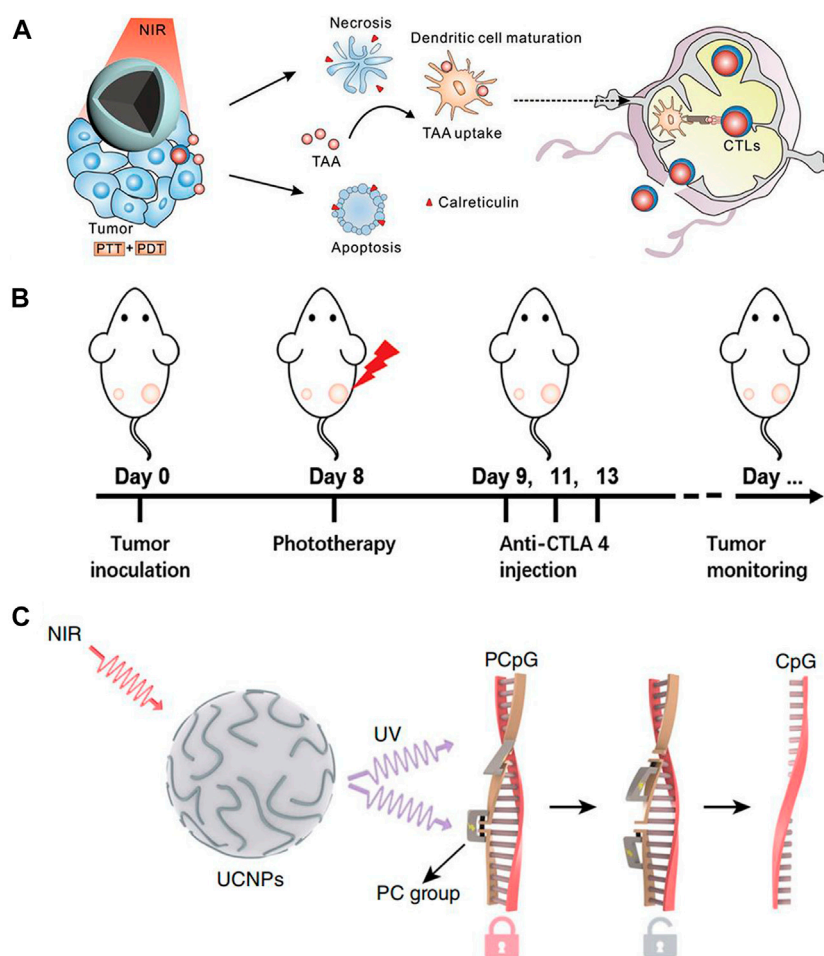 A
NIR
Tumor
PTT + PDT
Necrosis
TAA
Apoptosis
Dendritic cell maturation
TAA uptake
Calreticulin
CTLs
B
Day 0
Day 8
Day 9, 11, 13
Day ...
Tumor
inoculation
Phototherapy
Anti-CTLA 4
injection
Tumor
monitoring
C
NIR
UCNPs
UV
PC group
PCpG
CpG